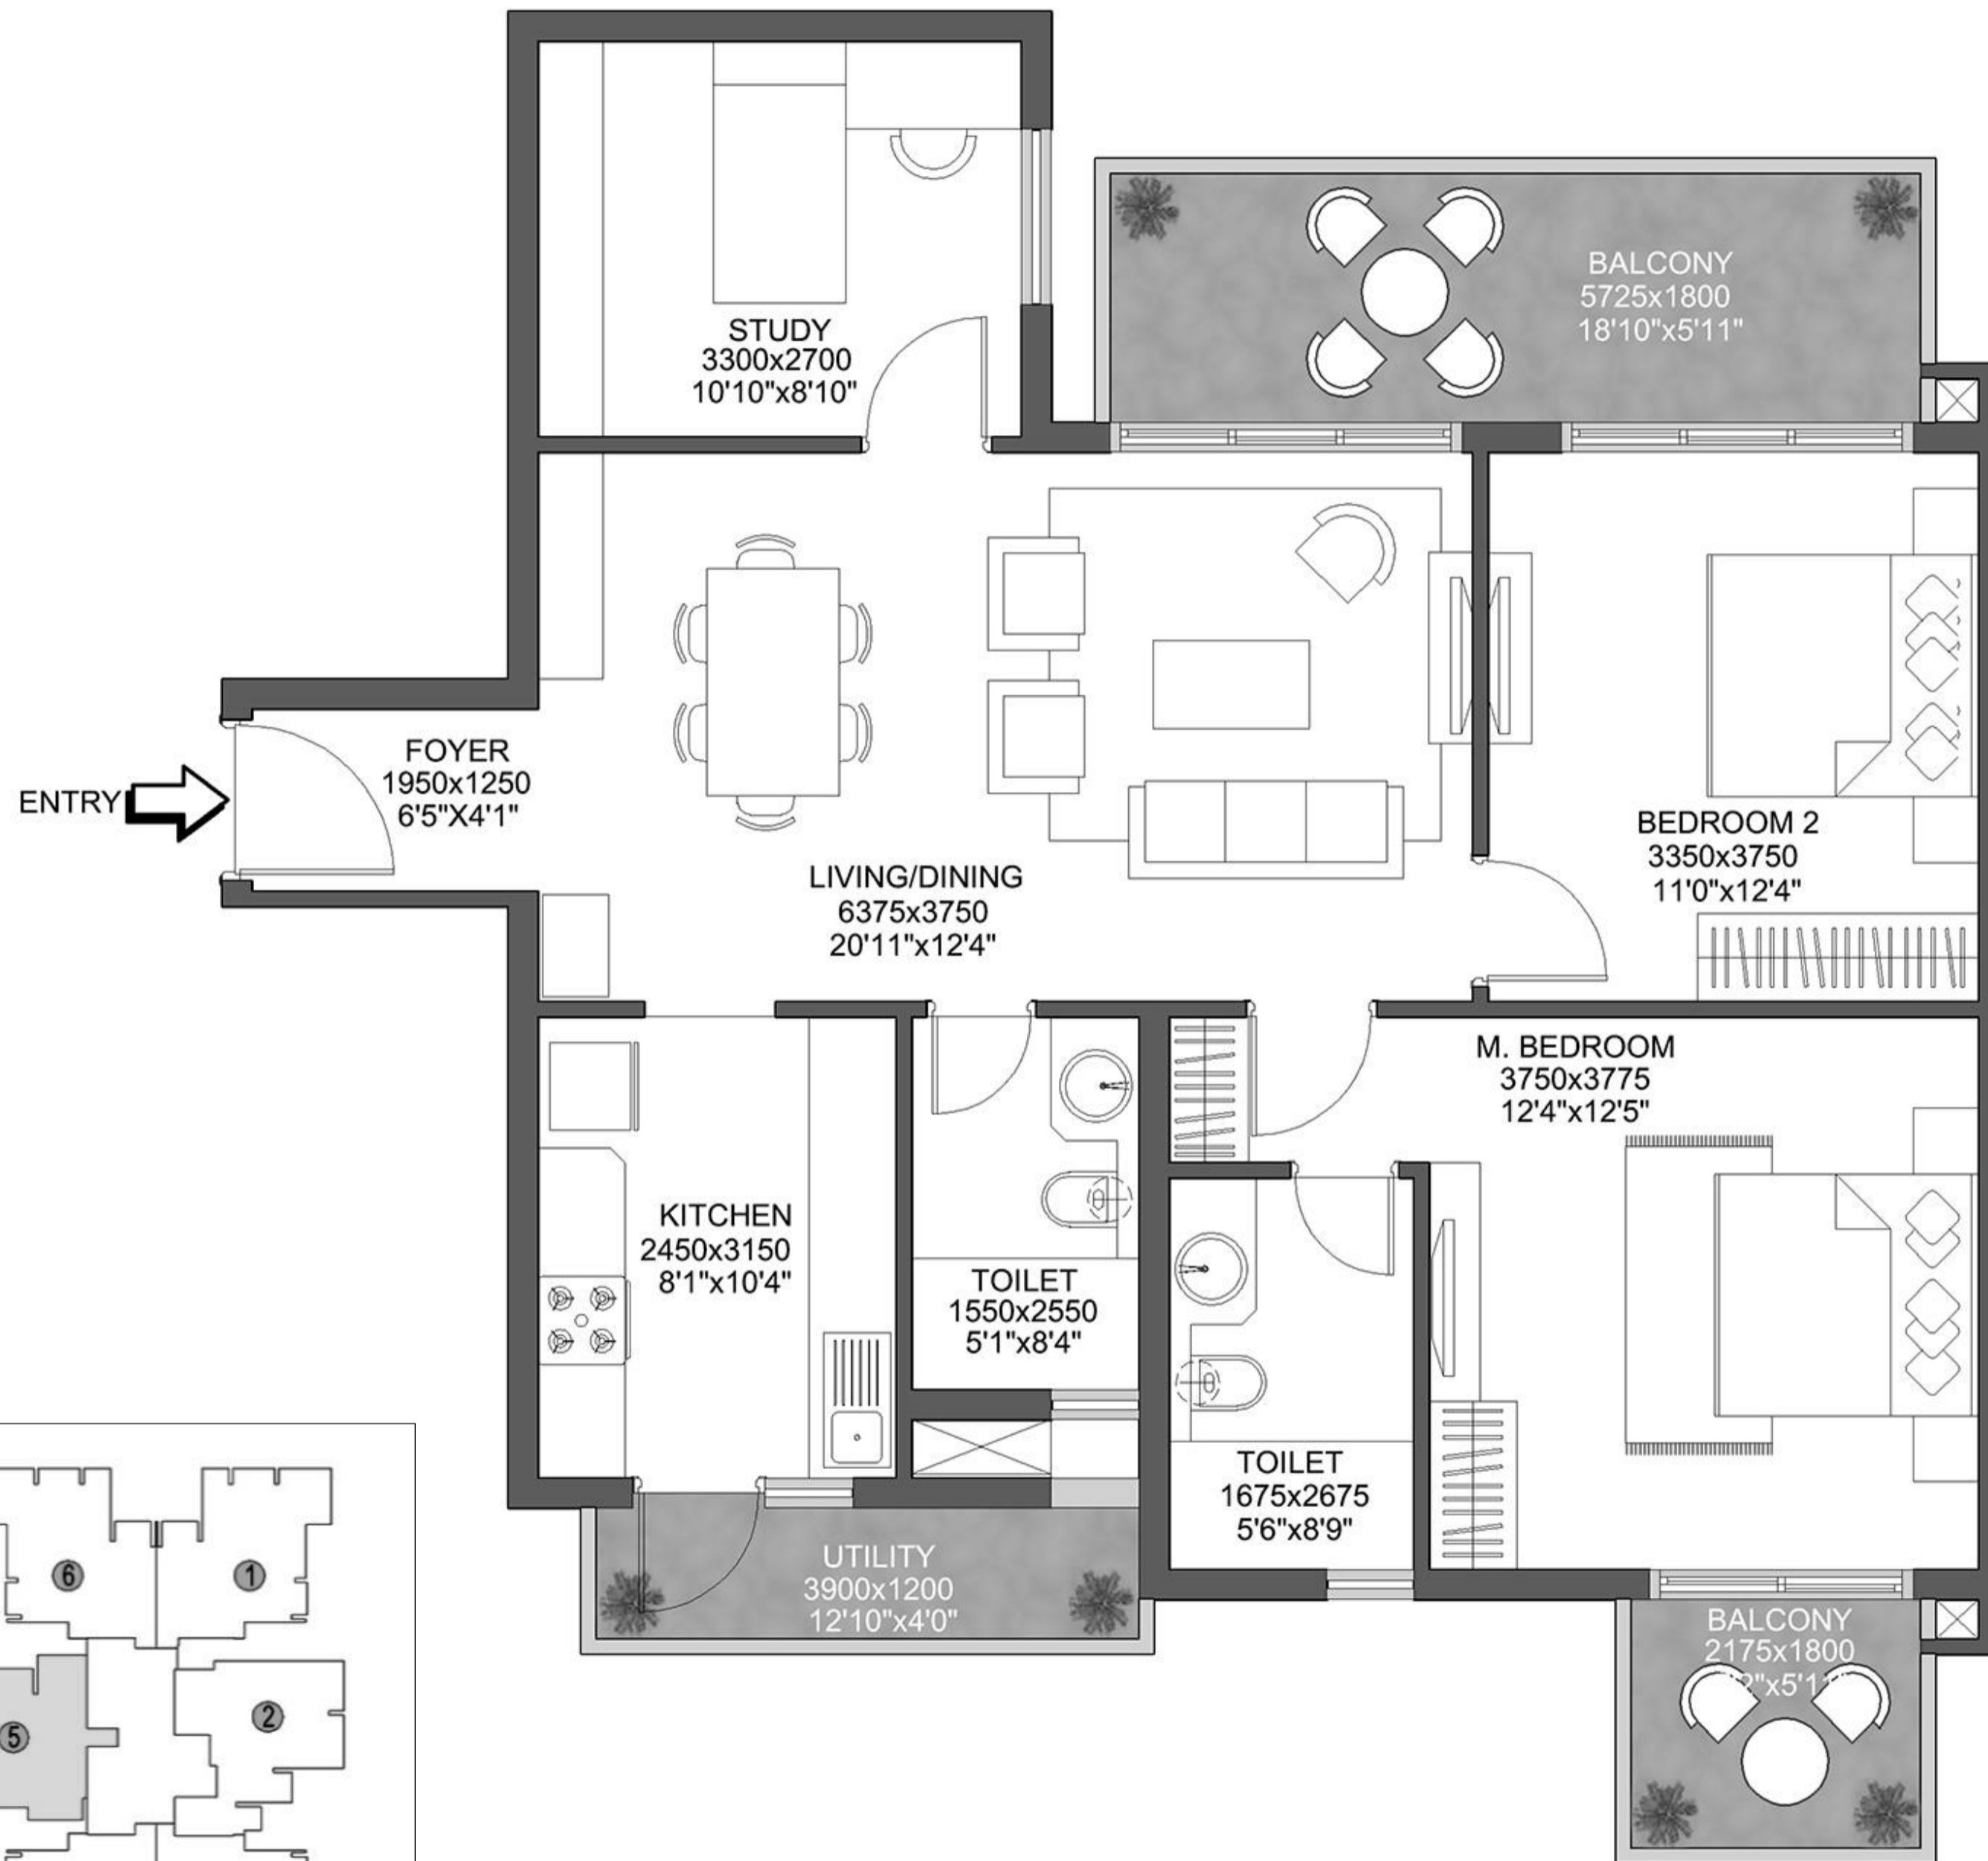 STUDY
3300x2700
10'10"x8'10"
BALCONY
5725x1800
18'10"x5'11"
ENTRY
FOYER
1950x1250
6'5"X4'1"
LIVING/DINING
6375x3750
20'11"x12'4"
BEDROOM 2
3350x3750
11'0"x12'4"
M. BEDROOM
3750x3775
12'4"x12'5"
KITCHEN
2450x3150
8'1"x10'4"
TOILET
1550x2550
5'1"x8'4"
TOILET
1675x2675
5'6"x8'9"
UTILITY
3900x1200
12'10"x4'0"
BALCONY
2175x1800
6
1
5
2